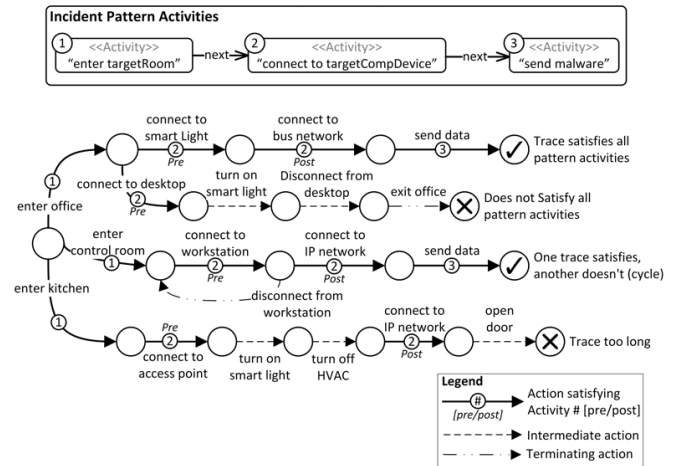 Incident Pattern Activities
1
<<Activity>>
"enter targetRoom"
next
2
<<Activity>>
"connect to targetCompDevice"
next
3
<<Activity>>
"send malware"
connect to
smart Light
2
Pre
connect to
bus network
2
Post
send data
3
Trace satisfies all
pattern activities
1
enter office
connect to desktop
2
Pre
turn on
smart light
Disconnect from
desktop
exit office
Does not Satisfy all
pattern activities
enter
control room
1
connect to
workstation
2
Pre
connect to
IP network
2
Post
send data
3
One trace satisfies,
another doesn't (cycle)
disconnect from
workstation
enter kitchen
1
Pre
2
connect to
access point
turn on
smart light
turn off
HVAC
connect to
IP network
2
Post
open
door
Trace too long
Legend
#
[pre/post]
Action satisfying
Activity # [pre/post]
Intermediate action
Terminating action